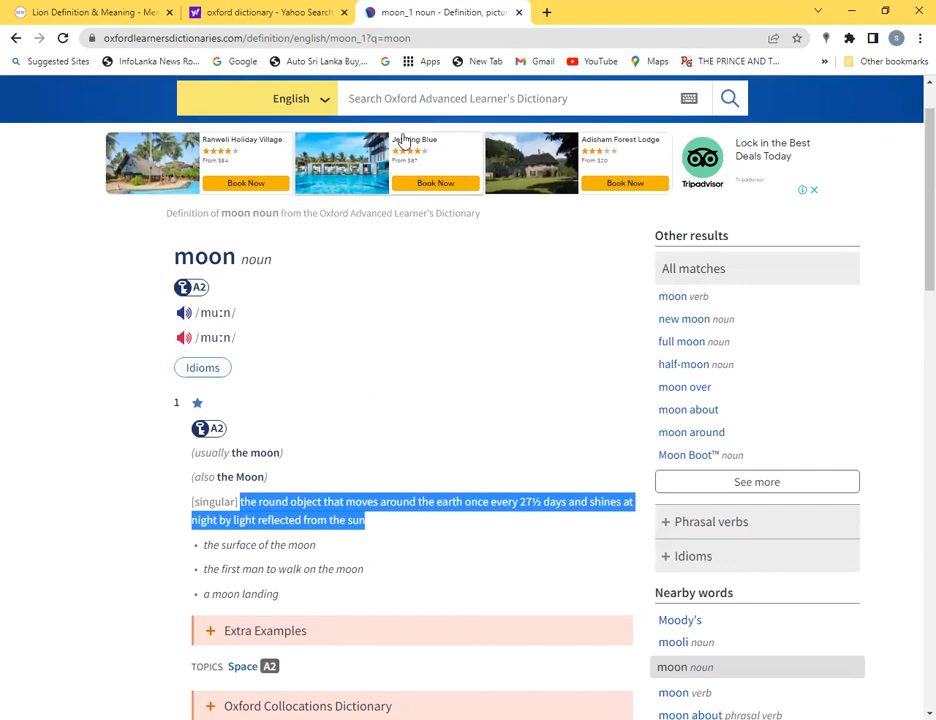 Lion Definition & Meaning - Me
oxford dictionary - Yahoo Search
moon_1 noun - Definition, pictu
oxfordlearnersdictionaries.com/definition/english/moon_1?q=moon
Suggested Sites InfoLanka News Ro... Google Auto Sri Lanka Buy,... Apps New Tab Gmail YouTube Maps THE PRINCE AND T... » Other bookmarks
English Search Oxford Advanced Learner's Dictionary
Ranweli Holiday Village
From $84
Book Now
Blue
From $87
Book Now
Adisham Forest Lodge
From $20
Book Now
Tripadvisor
Lock in the Best
Deals Today
Tripadvisor
Definition of moon noun from the Oxford Advanced Learner's Dictionary
moon noun
A2
/muːn/
/muːn/
Idioms
1
A2
(usually the moon)
(also the Moon)
[singular] the round object that moves around the earth once every 27½ days and shines at
night by light reflected from the sun
• the surface of the moon
• the first man to walk on the moon
• a moon landing
+ Extra Examples
TOPICS Space A2
+ Oxford Collocations Dictionary
Other results
All matches
moon verb
new moon noun
full moon noun
half-moon noun
moon over
moon about
moon around
Moon Boot™ noun
See more
+ Phrasal verbs
+ Idioms
Nearby words
Moody's
mooli noun
moon noun
moon verb
moon about phrasal verb